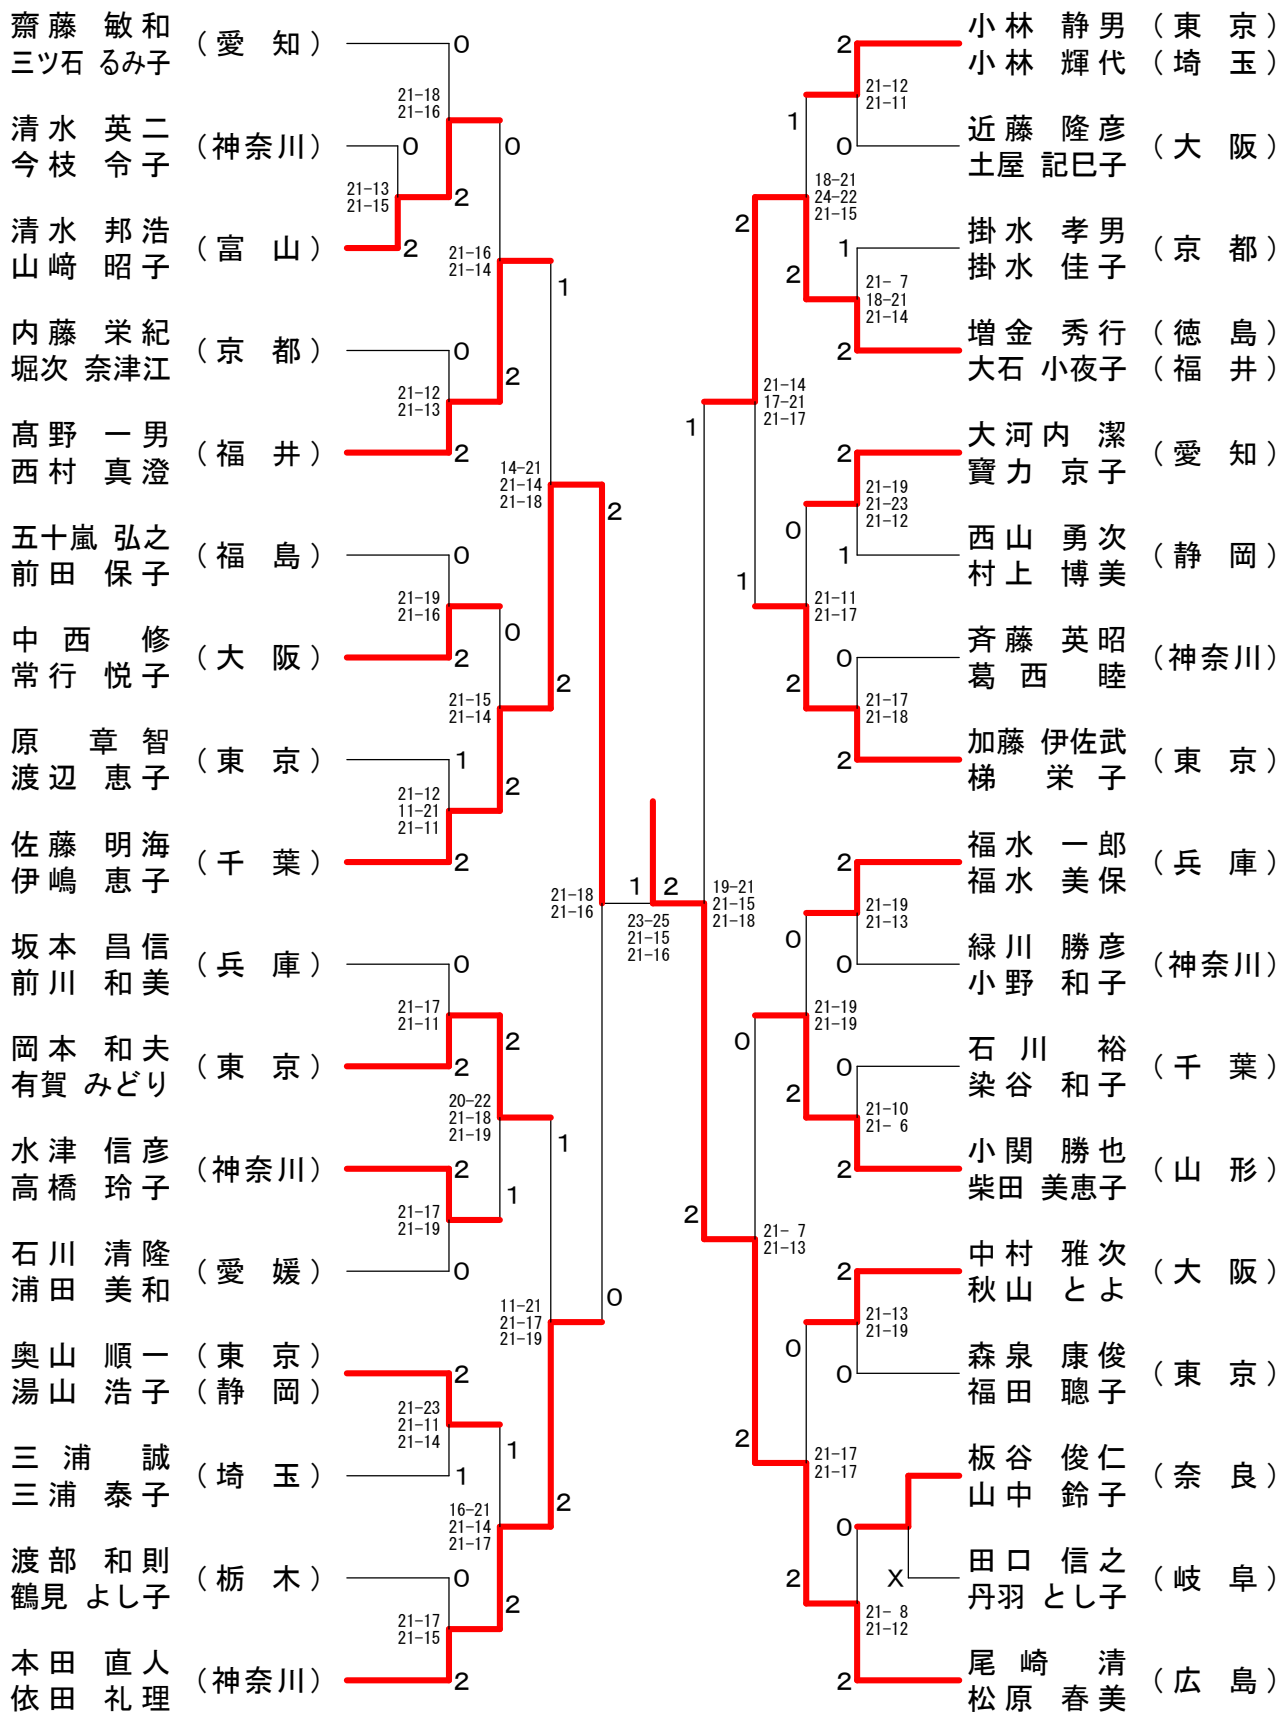 齋藤 敏和
三ツ石 るみ子
（愛 知）
0
21-18
21-16
清水 英二
今枝 令子
（神奈川）
0
0
21-13
21-15
2
清水 邦浩
山﨑 昭子
（富 山）
2
21-16
21-14
1
内藤 栄紀
堀次 奈津江
（京 都）
0
2
21-12
21-13
髙野 一男
西村 真澄
（福 井）
2
14-21
21-14
21-18
2
五十嵐 弘之
前田 保子
（福 島）
0
21-19
21-16
0
中西 修
常行 悦子
（大 阪）
2
2
21-15
21-14
原 章智
渡辺 恵子
（東 京）
1
2
21-12
11-21
21-11
佐藤 明海
伊嶋 恵子
（千 葉）
2
21-18
21-16
1
2
23-25
21-15
21-16
坂本 昌信
前川 和美
（兵 庫）
0
21-17
21-11
2
岡本 和夫
有賀 みどり
（東 京）
2
20-22
21-18
21-19
1
水津 信彦
高橋 玲子
（神奈川）
2
1
21-17
21-19
石川 清隆
浦田 美和
（愛 媛）
0
0
11-21
21-17
21-19
奥山 順一
湯山 浩子
（東 京）
（静 岡）
2
21-23
21-11
21-14
1
三浦 誠
三浦 泰子
（埼 玉）
1
2
16-21
21-14
21-17
渡部 和則
鶴見 よし子
（栃 木）
0
2
21-17
21-15
本田 直人
依田 礼理
（神奈川）
2
小林 静男
小林 輝代
（東 京）
（埼 玉）
2
21-12
21-11
1
近藤 隆彦
土屋 記巳子
（大 阪）
0
18-21
24-22
21-15
2
掛水 孝男
掛水 佳子
（京 都）
1
2
21- 7
18-21
21-14
増金 秀行
大石 小夜子
（徳 島）
（福 井）
2
21-14
17-21
21-17
1
大河内 潔
寶力 京子
（愛 知）
2
21-19
21-23
21-12
0
西山 勇次
村上 博美
（静 岡）
1
1
21-11
21-17
斉藤 英昭
葛西 睦
（神奈川）
0
2
21-17
21-18
加藤 伊佐武
梯 栄子
（東 京）
2
19-21
21-15
21-18
福水 一郎
福水 美保
（兵 庫）
2
21-19
21-13
0
緑川 勝彦
小野 和子
（神奈川）
0
21-19
21-19
0
石川 裕
染谷 和子
（千 葉）
0
2
21-10
21- 6
小関 勝也
柴田 美恵子
（山 形）
2
2
21- 7
21-13
中村 雅次
秋山 とよ
（大 阪）
2
21-13
21-19
0
森泉 康俊
福田 聰子
（東 京）
0
2
21-17
21-17
板谷 俊仁
山中 鈴子
（奈 良）
0
田口 信之
丹羽 とし子
（岐 阜）
X
2
21- 8
21-12
尾崎 清
松原 春美
（広 島）
2